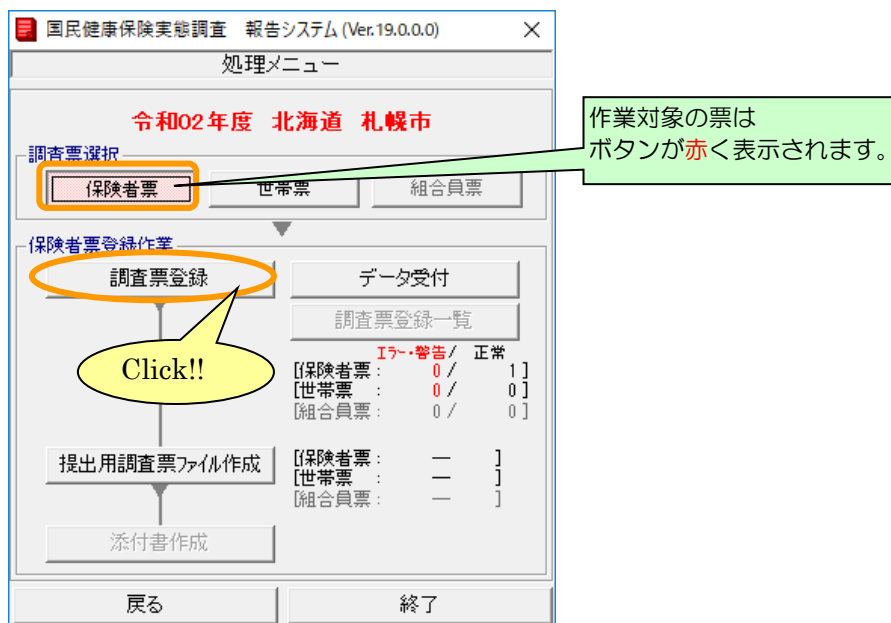 国民健康保険実態調査 報告システム (Ver.19.0.0.0)
処理メニュー
令和02年度 北海道 札幌市
調査票選択
保険者票 世帯票 組合員票
作業対象の票は
ボタンが赤く表示されます。
保険者票登録作業
調査票登録 データ受付
調査票登録一覧
Click!!
エラー・警告/ 正常
[保険者票: 0/ 1]
[世帯票 : 0/ 0]
[組合員票: 0/ 0]
提出用調査票ファイル作成
[保険者票: ― ]
[世帯票 : ― ]
[組合員票: ― ]
添付書作成
戻る 終了